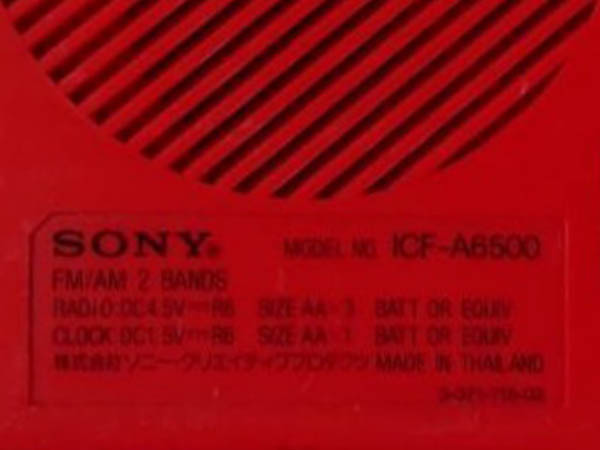 SONY® MODEL NO. ICF-A6500
FM/AM 2 BANDS
RADIO:DC4.5V⎓R6 SIZE AA×3 BATT OR EQUIV
CLOCK:DC1.5V⎓R6 SIZE AA×1 BATT OR EQUIV
株式会社ソニー・クリエイティブプロダクツ MADE IN THAILAND